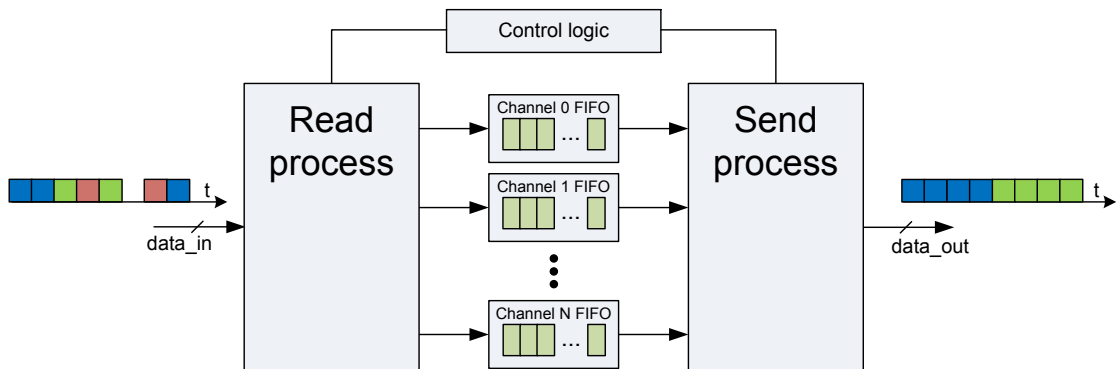 Control logic
Read
process
Channel 0 FIFO
...
Send
process
t
data_in
Channel 1 FIFO
...
t
data_out
Channel N FIFO
...